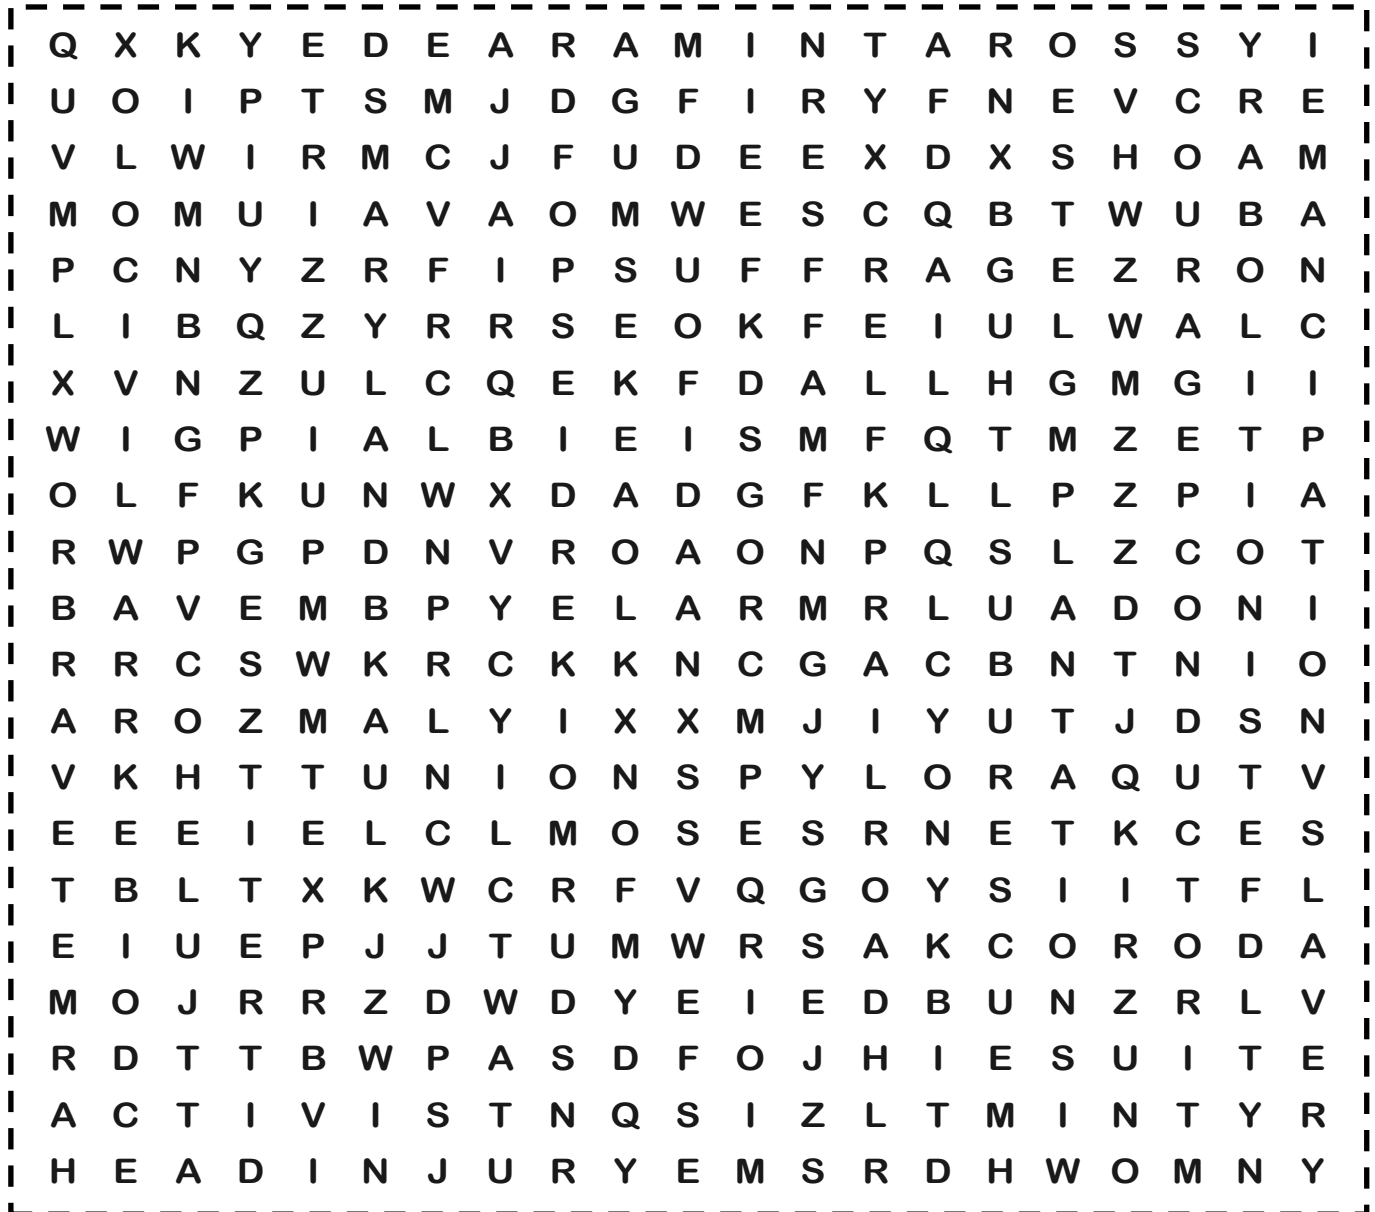 Q X K Y E D E A R A M I N T A R O S S Y I
U O I P T S M J D G F I R Y F N E V C R E
V L W I R M C J F U D E E X D X S H O A M
M O M U I A V A O M W E S C Q B T W U B A
P C N Y Z R F I P S U F F R A G E Z R O N
L I B Q Z Y R R S E O K F E I U L W A L C
X V N Z U L C Q E K F D A L L H G M G I I
W I G P I A L B I E I S M F Q T M Z E T P
O L F K U N W X D A D G F K L L P Z P I A
R W P G P D N V R O A O N P Q S L Z C O T
B A V E M B P Y E L A R M R L U A D O N I
R R C S W K R C K K N C G A C B N T N I O
A R O Z M A L Y I X X M J I Y U T J D S N
V K H T T U N I O N S P Y L O R A Q U T V
E E E I E L C L M O S E S R N E T K C E S
T B L T X K W C R F V Q G O Y S I I T F L
E I U E P J J T U M W R S A K C O R O D A
M O J R R Z D W D Y E I E D B U N Z R L V
R D T T B W P A S D F O J H I E S U I T E
A C T I V I S T N Q S I Z L T M I N T Y R
H E A D I N J U R Y E M S R D H W O M N Y